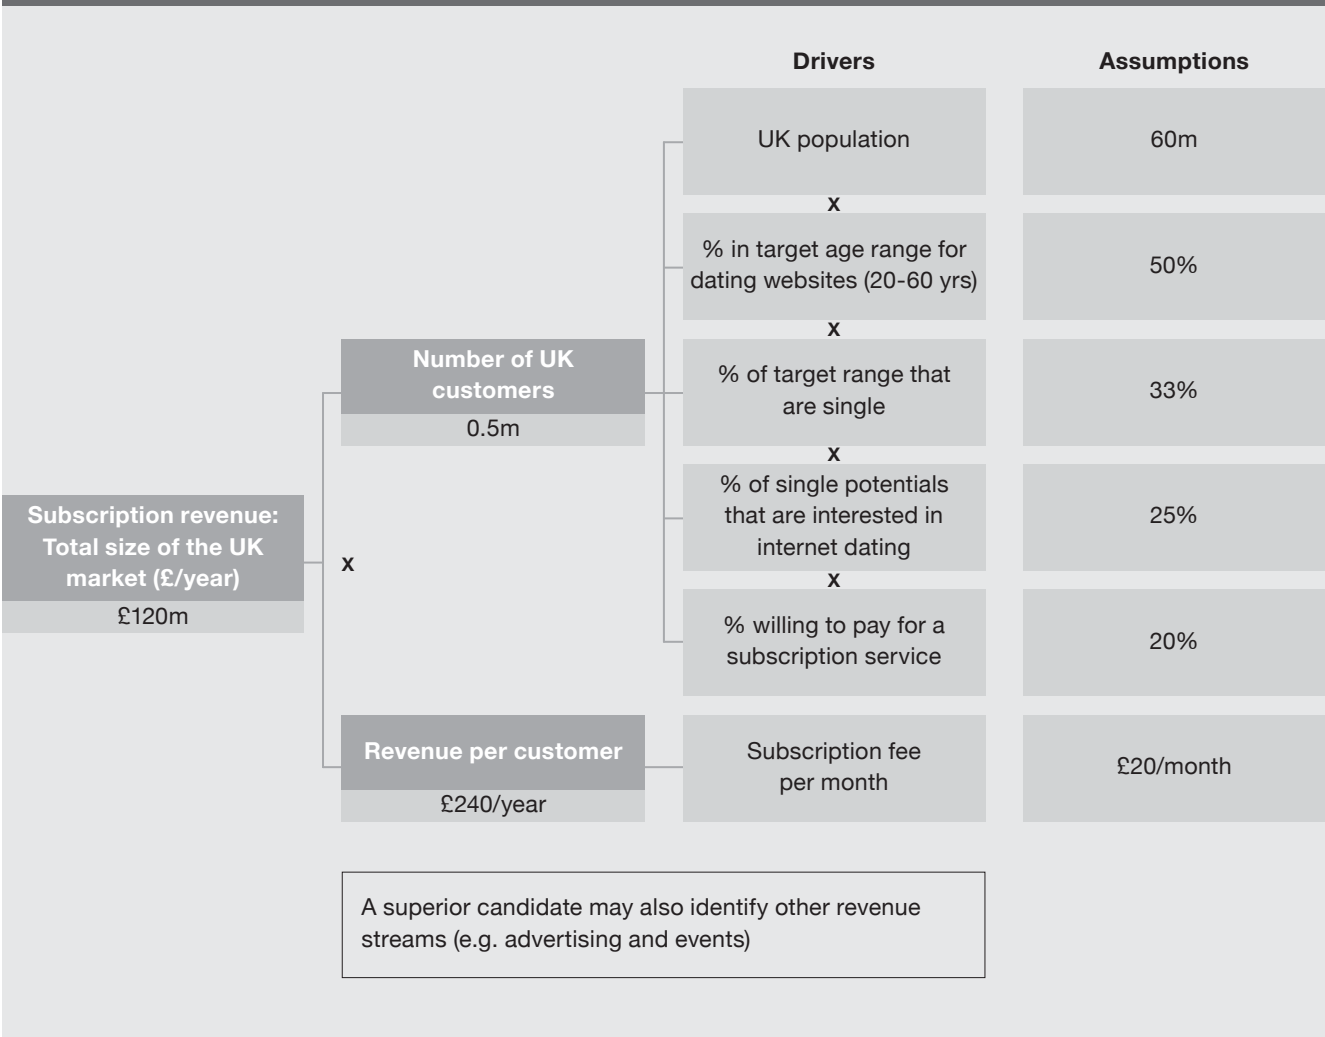 Drivers
Assumptions
UK population
60m
x
% in target age range for
dating websites (20-60 yrs)
50%
x
Number of UK
customers
0.5m
% of target range that
are single
33%
x
% of single potentials
that are interested in
internet dating
25%
Subscription revenue:
Total size of the UK
market (£/year)
£120m
x
x
% willing to pay for a
subscription service
20%
Revenue per customer
£240/year
Subscription fee
per month
£20/month
A superior candidate may also identify other revenue
streams (e.g. advertising and events)